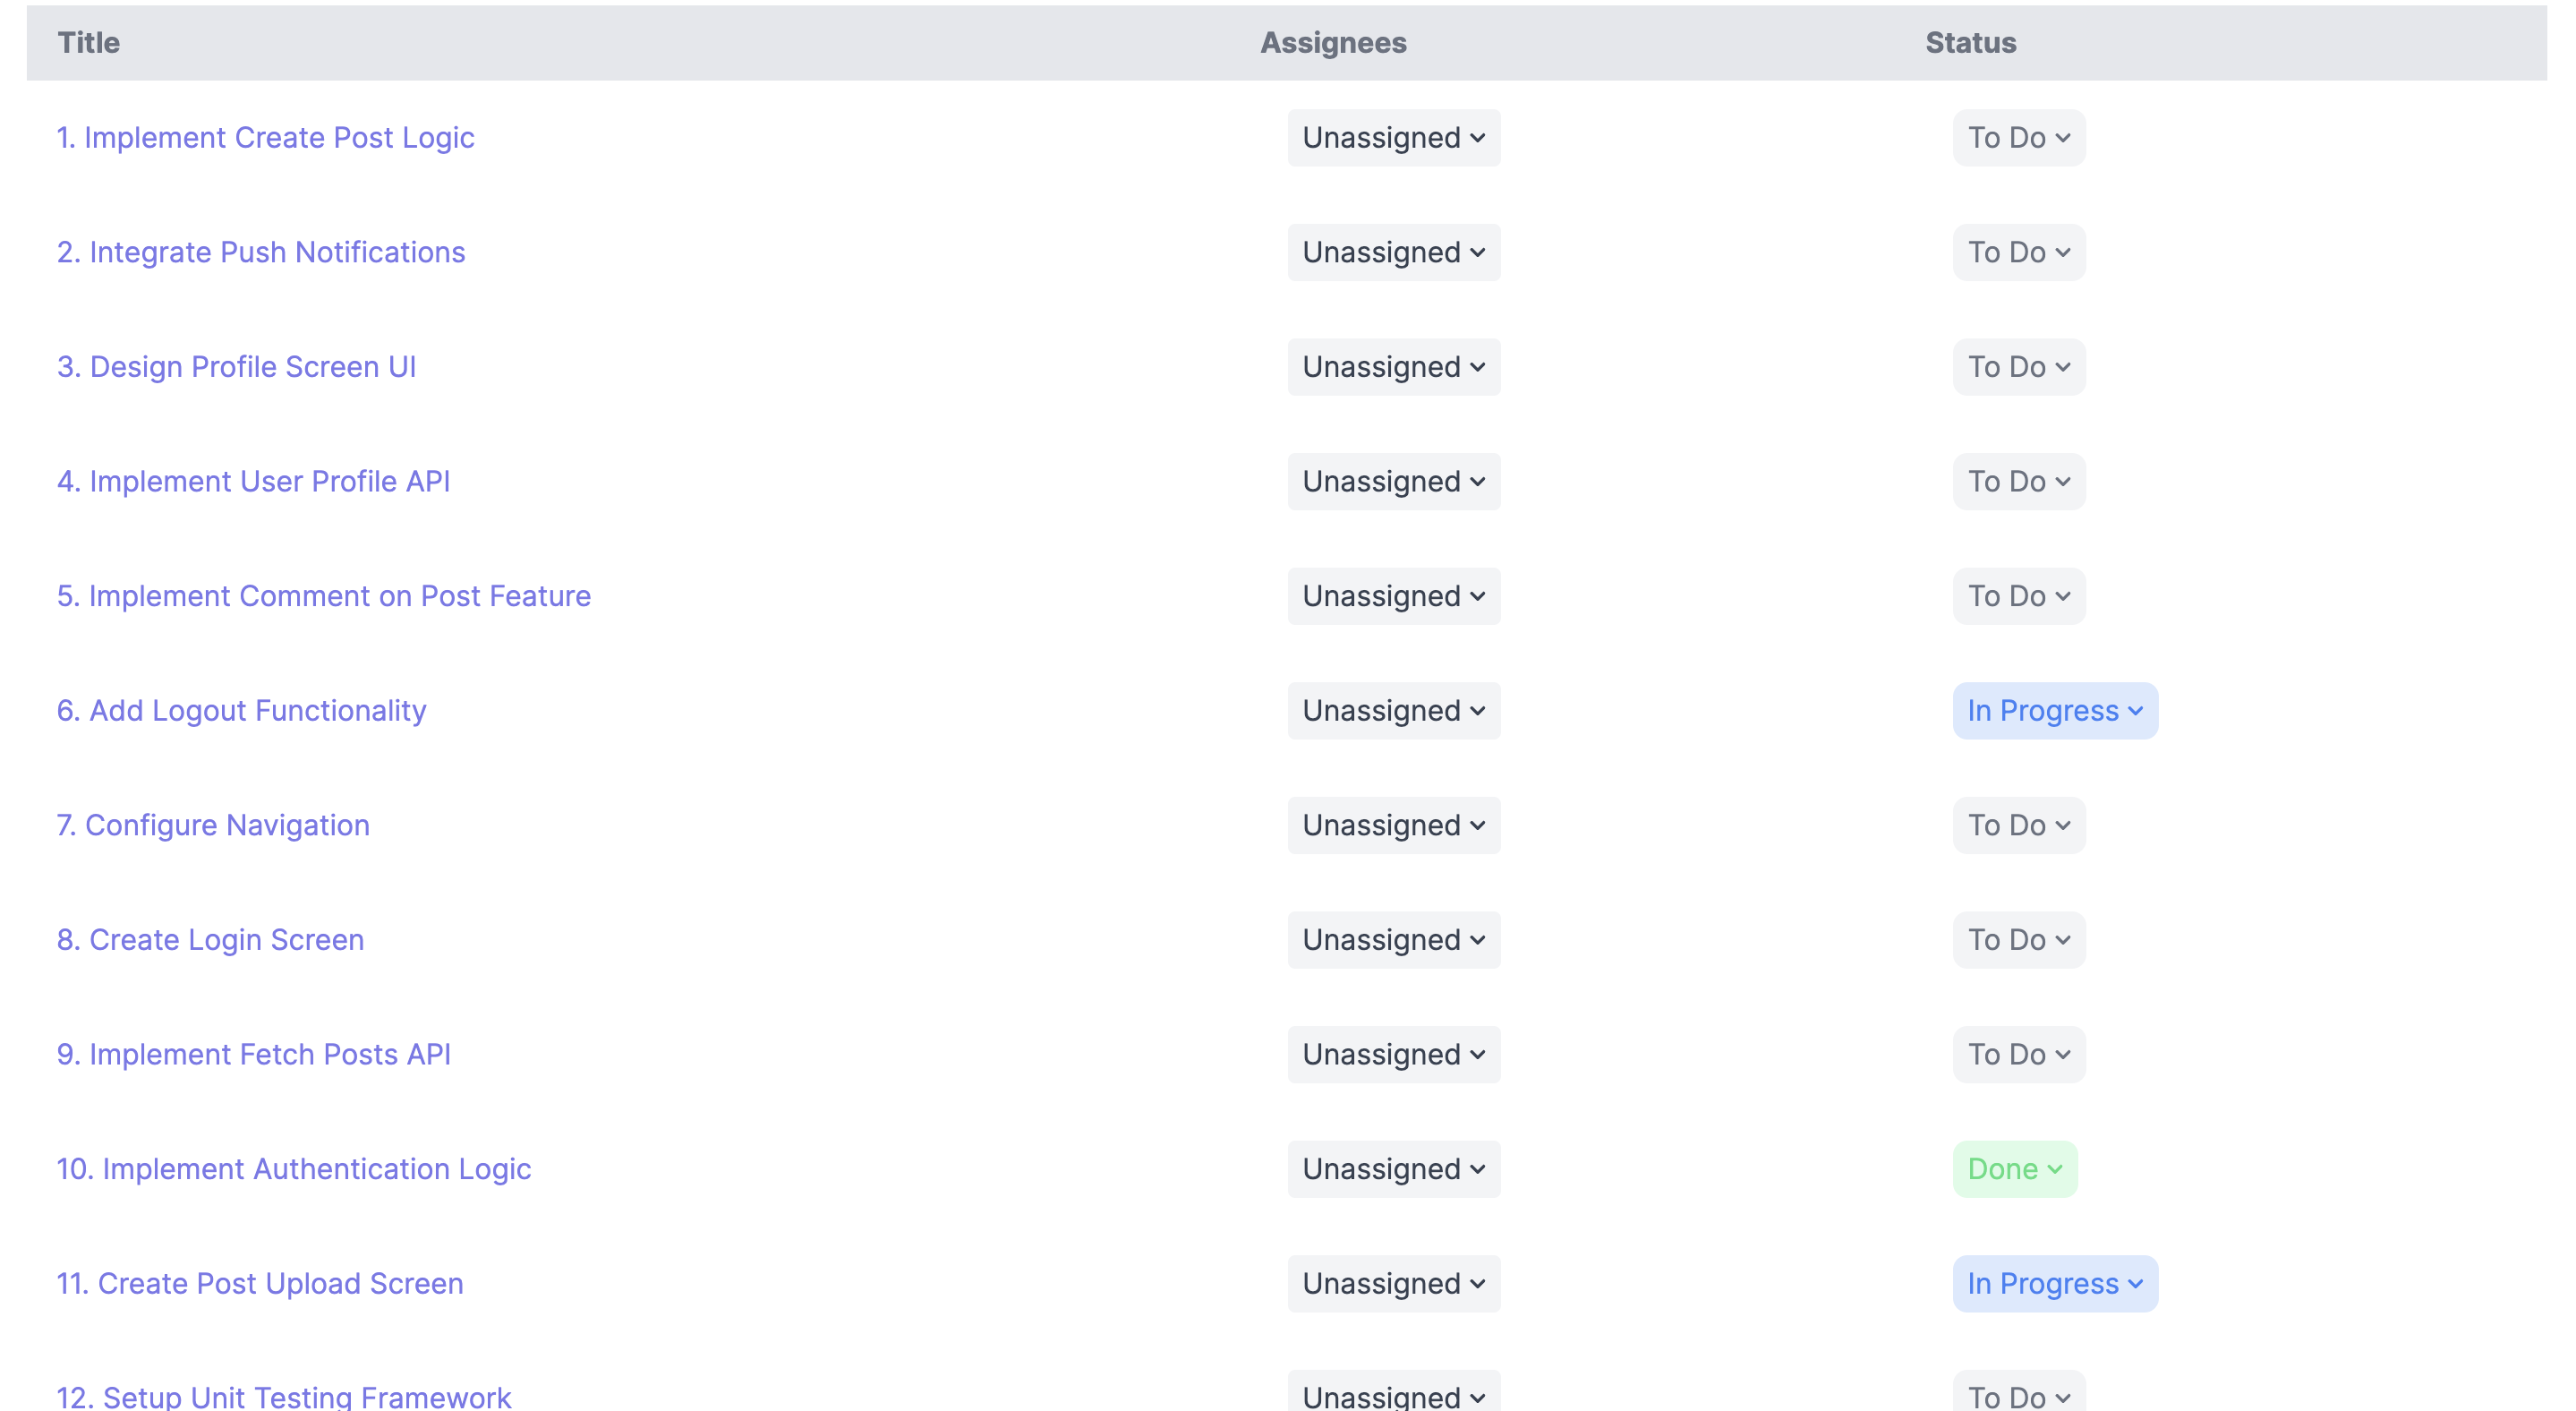 Title Assignees Status
1. Implement Create Post Logic Unassigned To Do
2. Integrate Push Notifications Unassigned To Do
3. Design Profile Screen UI Unassigned To Do
4. Implement User Profile API Unassigned To Do
5. Implement Comment on Post Feature Unassigned To Do
6. Add Logout Functionality Unassigned In Progress
7. Configure Navigation Unassigned To Do
8. Create Login Screen Unassigned To Do
9. Implement Fetch Posts API Unassigned To Do
10. Implement Authentication Logic Unassigned Done
11. Create Post Upload Screen Unassigned In Progress
12. Setup Unit Testing Framework Unassigned To Do